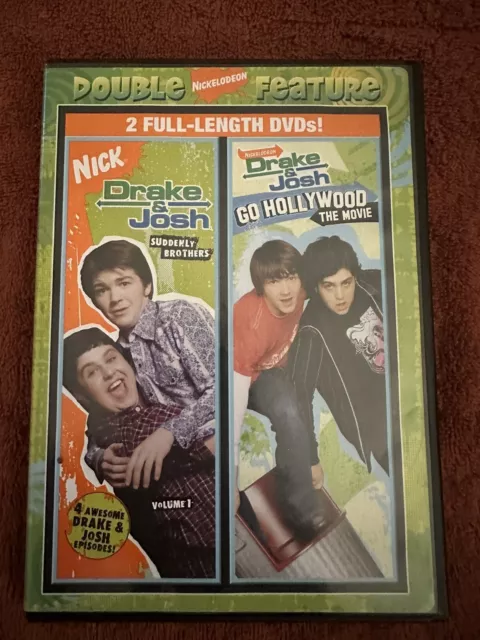 DOUBLE NICKELODEON FEATURE
2 FULL-LENGTH DVDs!
NICK
Drake
&
Josh
SUDDENLY
BROTHERS
VOLUME 1
4 AWESOME
DRAKE &
JOSH
EPISODES!
NICKELODEON
Drake
&
Josh
GO HOLLYWOOD
THE MOVIE